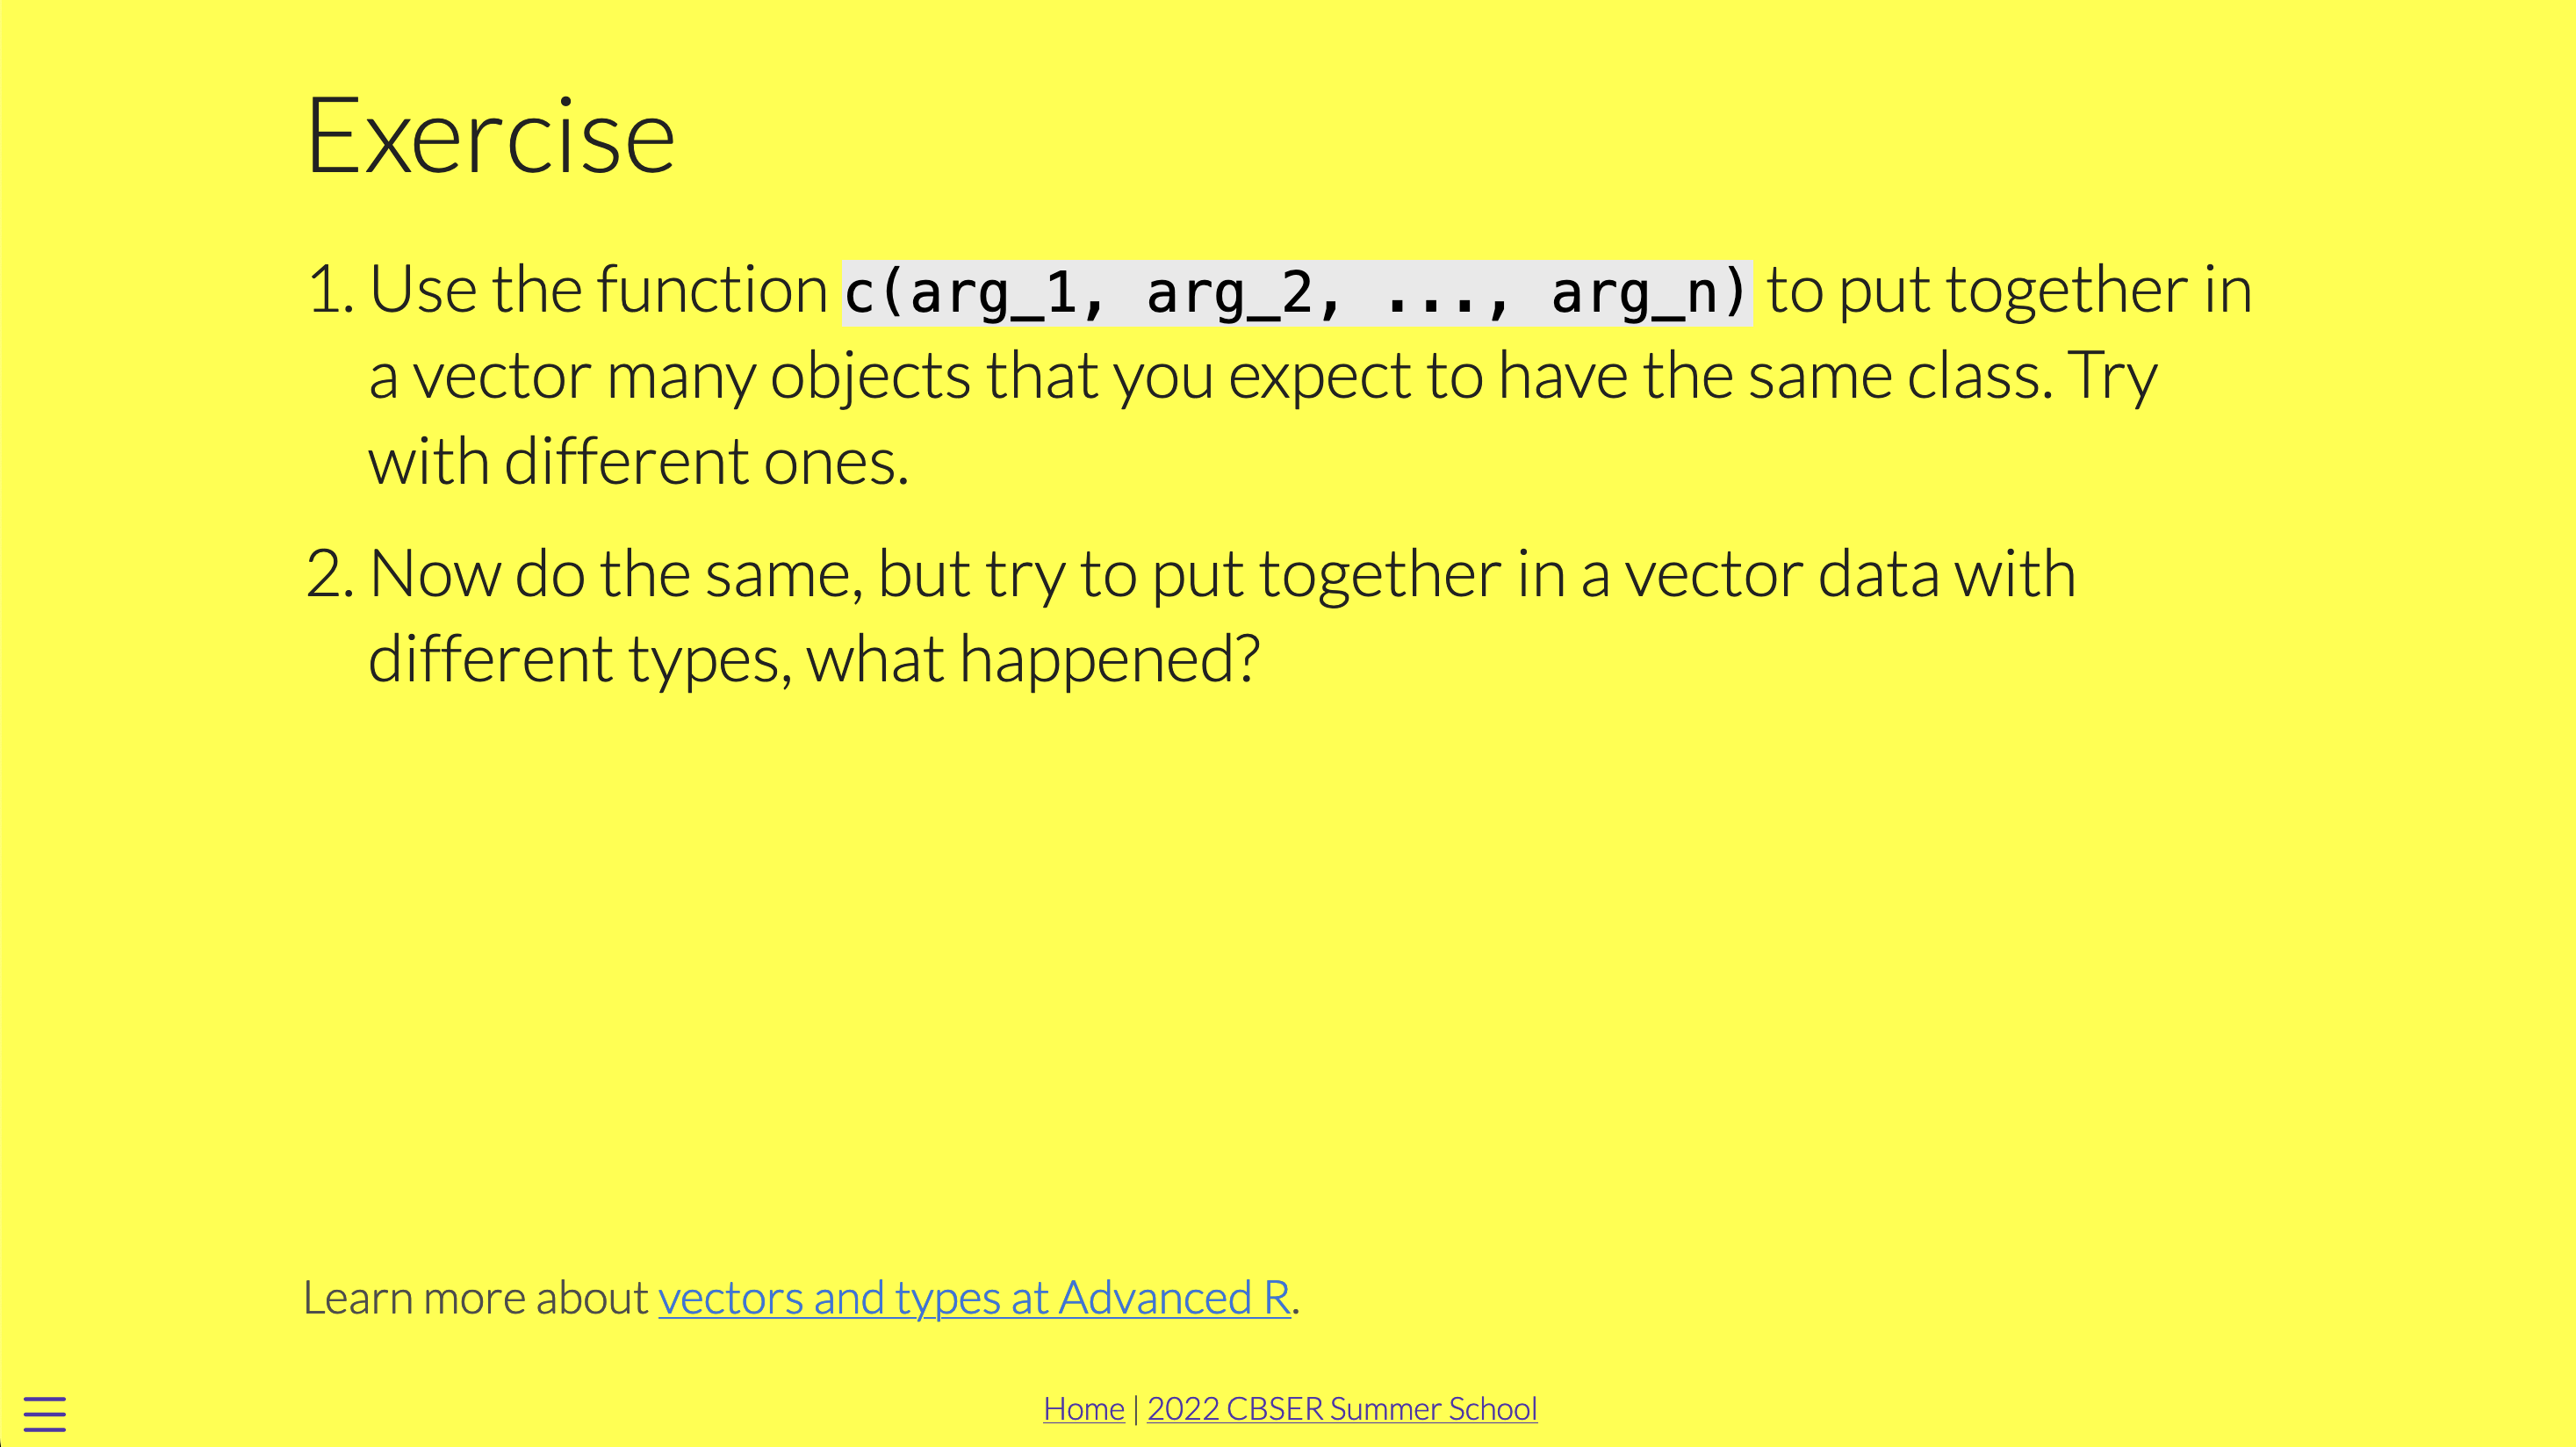 Exercise
1. Use the function c(arg_1, arg_2, ..., arg_n) to put together in
a vector many objects that you expect to have the same class. Try
with different ones.
2. Now do the same, but try to put together in a vector data with
different types, what happened?
Learn more about vectors and types at Advanced R.
Home | 2022 CBSER Summer School